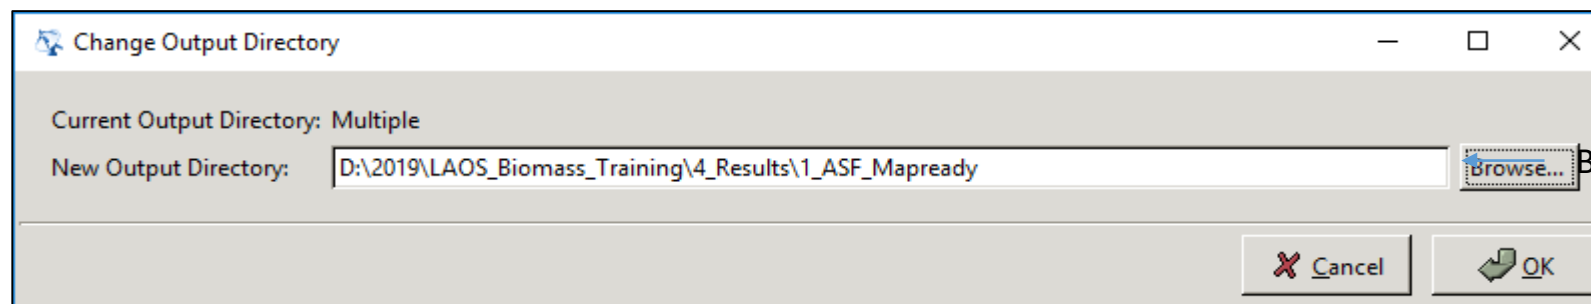 Change Output Directory
Current Output Directory: Multiple
New Output Directory: D:\2019\LAOS_Biomass_Training\4_Results\1_ASF_Mapready Browse... B
Cancel OK